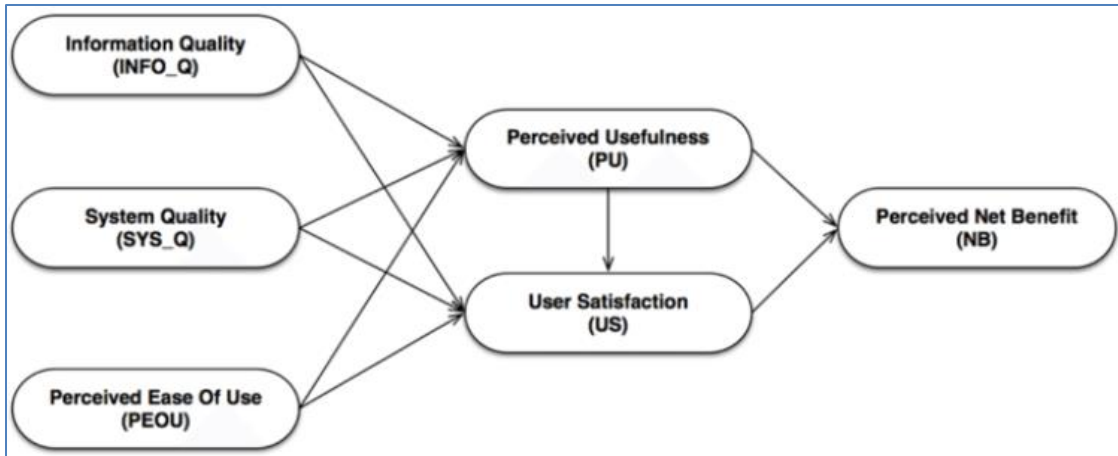 Information Quality
(INFO_Q)
System Quality
(SYS_Q)
Perceived Ease Of Use
(PEOU)
Perceived Usefulness
(PU)
User Satisfaction
(US)
Perceived Net Benefit
(NB)